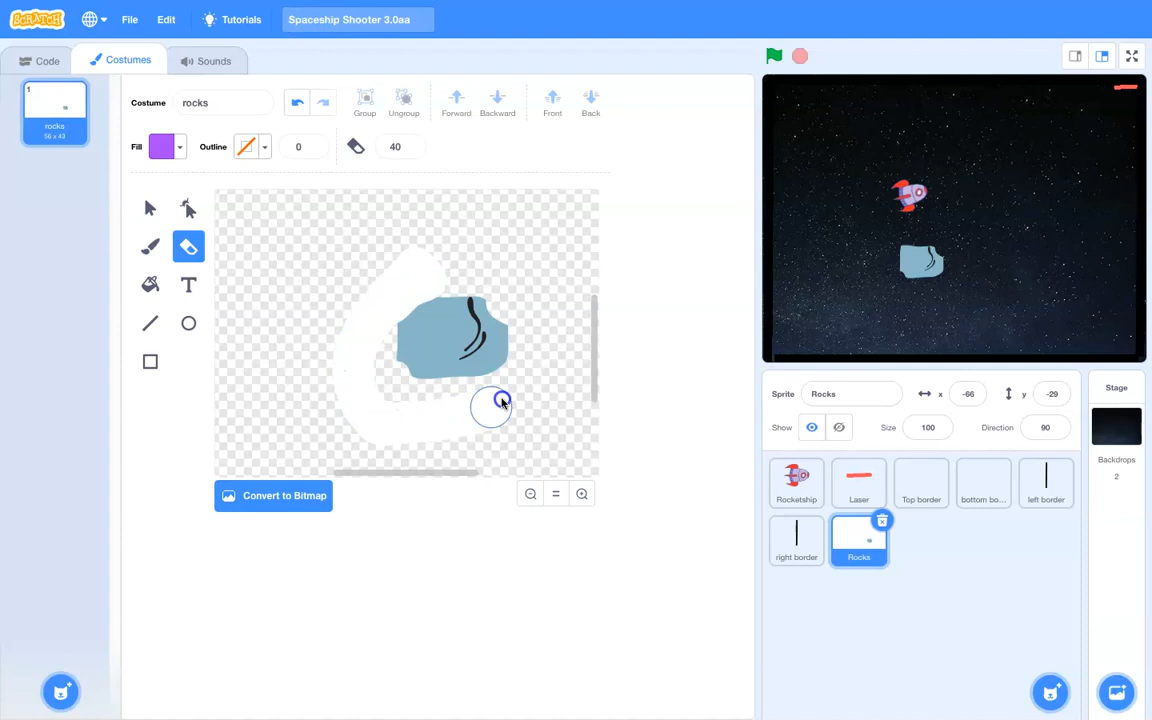 SCRATCH File Edit Tutorials Spaceship Shooter 3.0aa
Code Costumes Sounds
1
rocks
56 x 43
Costume rocks Group Ungroup Forward Backward Front Back
Fill Outline 0 40
Convert to Bitmap
Sprite Rocks x -66 y -29
Show Size 100 Direction 90
Rocketship Laser Top border bottom bo... left border
right border Rocks
Stage
Backdrops
2